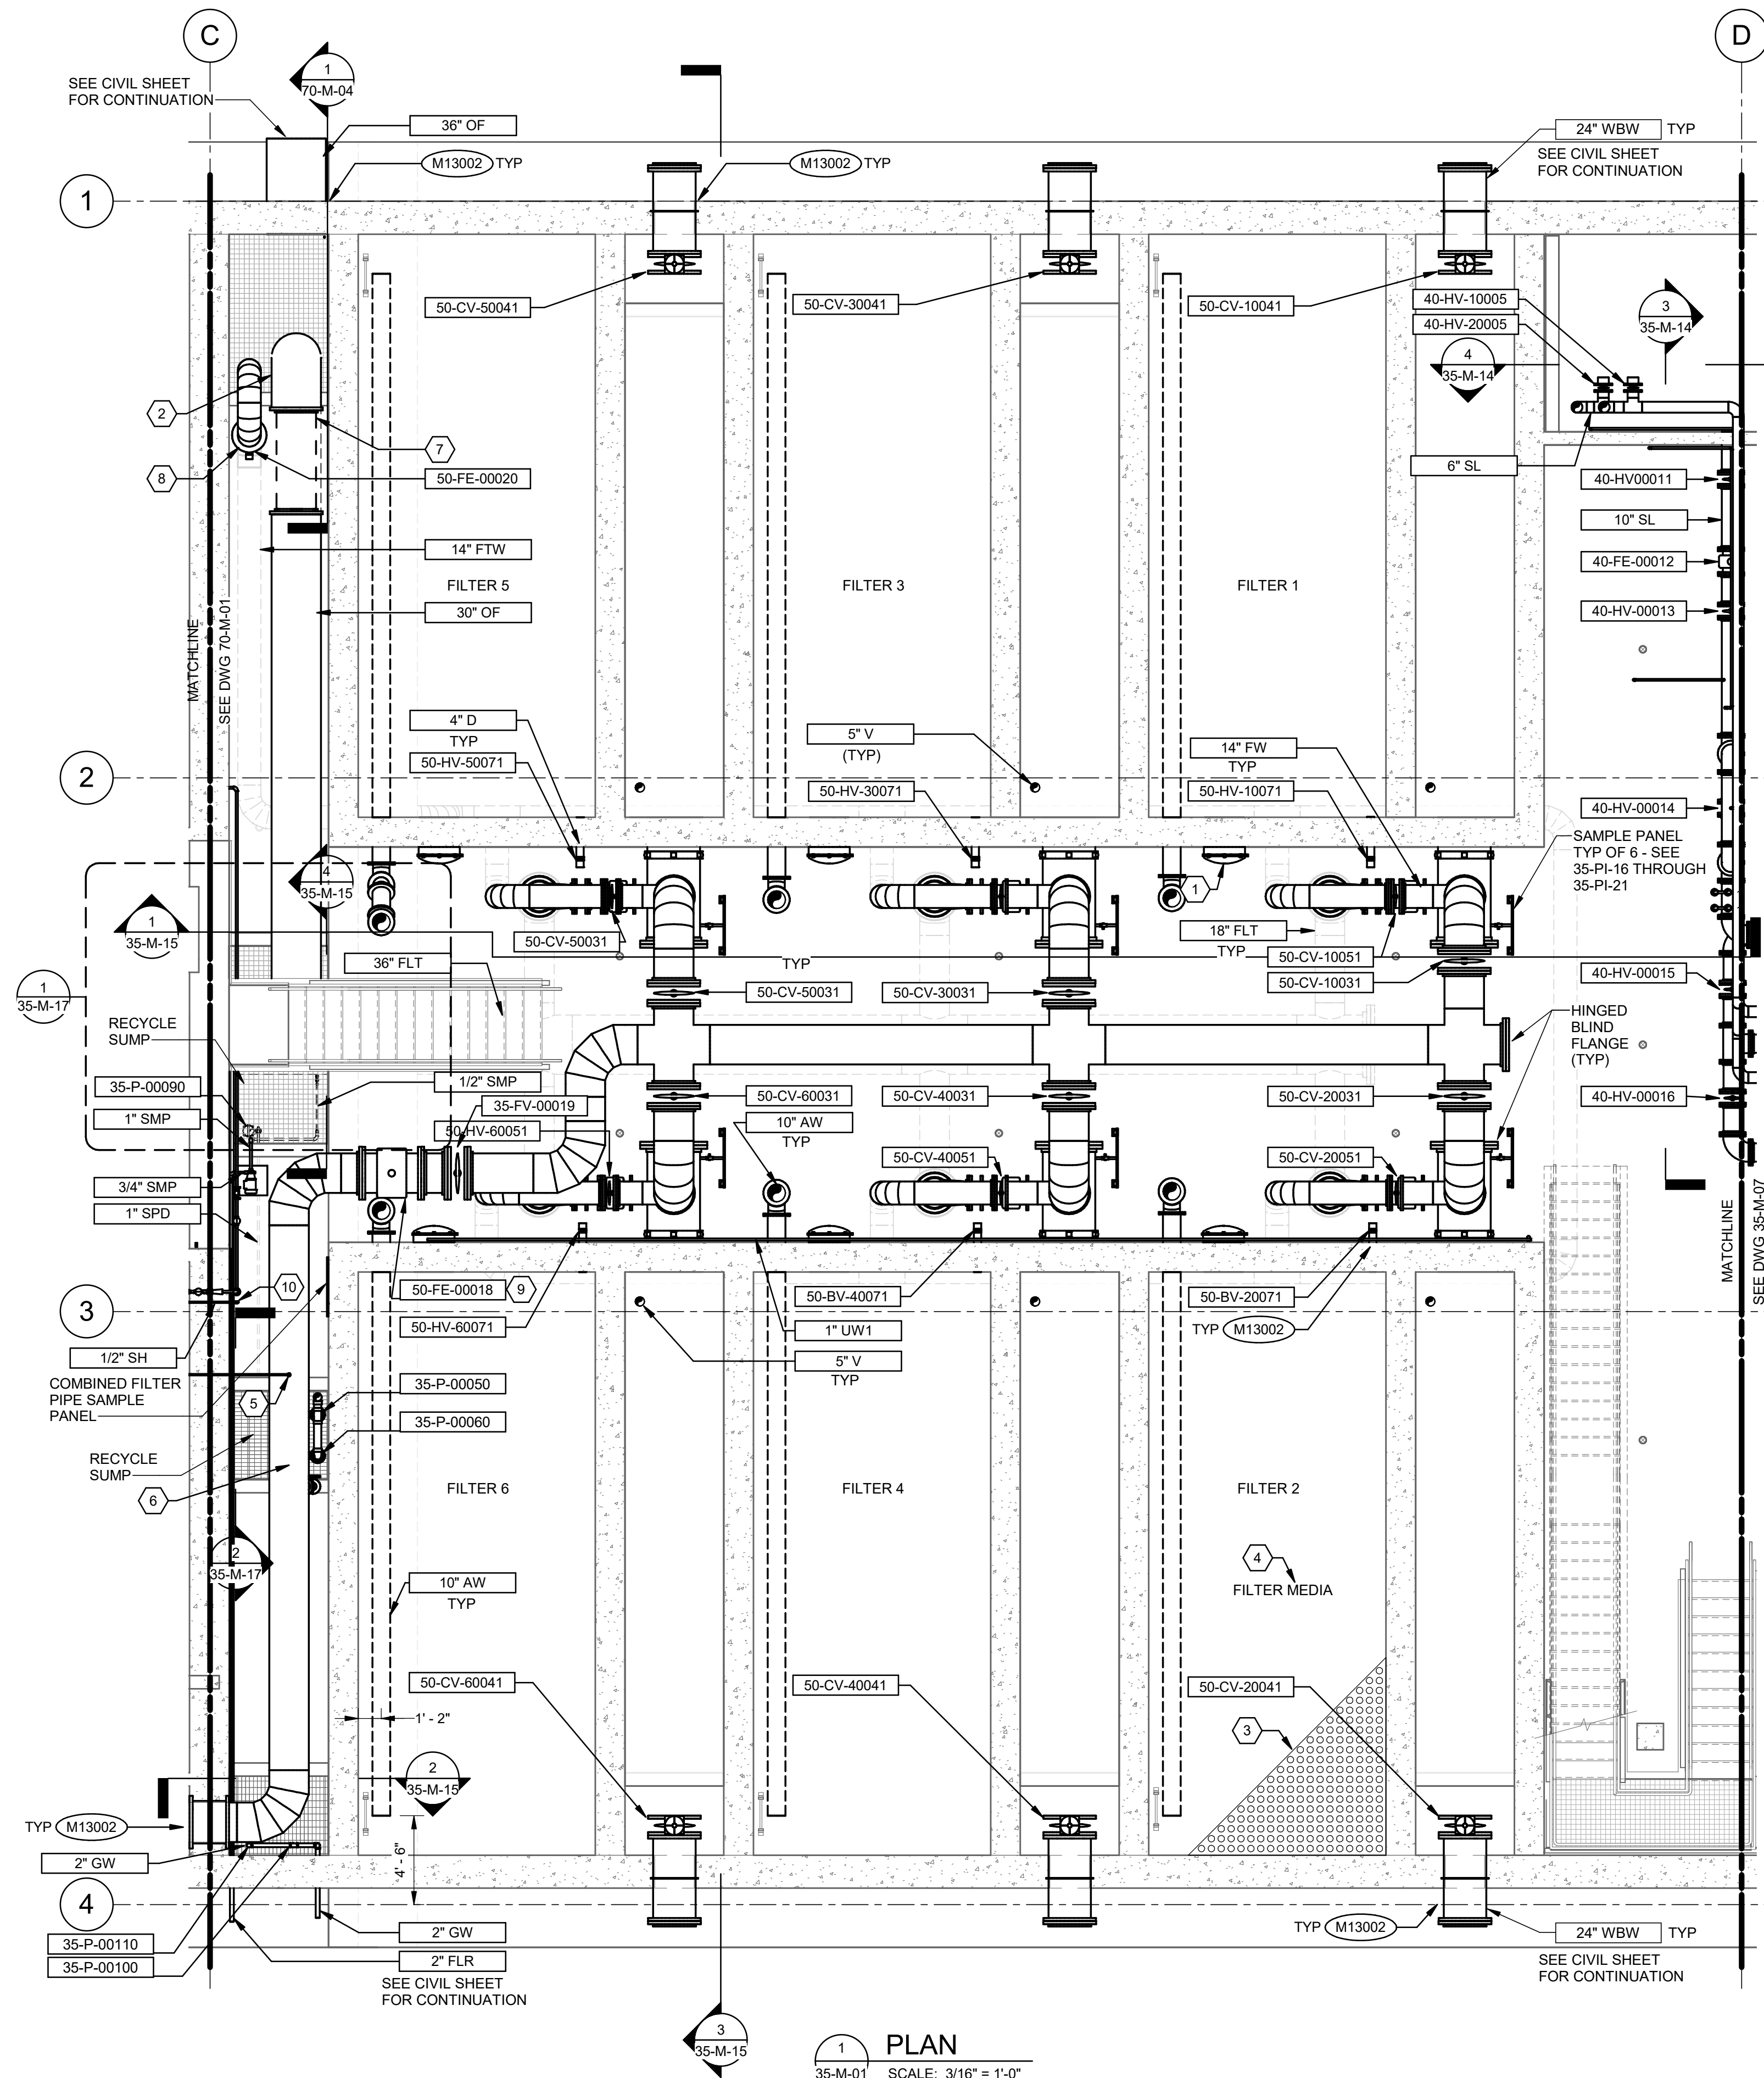 C
D
SEE CIVIL SHEET
FOR CONTINUATION
1
70-M-04
36" OF
M13002 TYP
M13002 TYP
24" WBW TYP
SEE CIVIL SHEET
FOR CONTINUATION
1
50-CV-50041
50-CV-30041
50-CV-10041
40-HV-10005
40-HV-20005
3
35-M-14
4
35-M-14
2
7
8
50-FE-00020
6" SL
40-HV00011
10" SL
14" FTW
40-FE-00012
FILTER 5
FILTER 3
FILTER 1
30" OF
40-HV-00013
MATCHLINE
SEE DWG 70-M-01
4" D
TYP
50-HV-50071
5" V
(TYP)
14" FW
TYP
2
50-HV-30071
50-HV-10071
40-HV-00014
SAMPLE PANEL
TYP OF 6 - SEE
35-PI-16 THROUGH
35-PI-21
4
35-M-15
1
1
35-M-15
50-CV-50031
18" FLT
TYP
36" FLT
TYP
50-CV-10051
40-HV-00015
1
35-M-17
50-CV-50031
50-CV-30031
50-CV-10031
RECYCLE
SUMP
HINGED
BLIND
FLANGE
(TYP)
35-P-00090
1/2" SMP
35-FV-00019
50-CV-60031
50-CV-40031
50-CV-20031
40-HV-00016
1" SMP
50-HV-60051
10" AW
TYP
50-CV-40051
50-CV-20051
3/4" SMP
1" SPD
MATCHLINE
SEE DWG 35-M-07
10
50-FE-00018
9
50-BV-40071
50-BV-20071
3
50-HV-60071
1" UW1
TYP M13002
1/2" SH
5" V
TYP
COMBINED FILTER
PIPE SAMPLE
PANEL
5
35-P-00050
35-P-00060
RECYCLE
SUMP
6
FILTER 6
FILTER 4
FILTER 2
2
35-M-17
10" AW
TYP
4
FILTER MEDIA
50-CV-60041
50-CV-40041
50-CV-20041
1' - 2"
3
2
35-M-15
TYP M13002
2" GW
4' - 6"
4
2" GW
TYP M13002
24" WBW TYP
35-P-00110
35-P-00100
2" FLR
SEE CIVIL SHEET
FOR CONTINUATION
SEE CIVIL SHEET
FOR CONTINUATION
3
35-M-15
1
35-M-01
PLAN
SCALE: 3/16" = 1'-0"